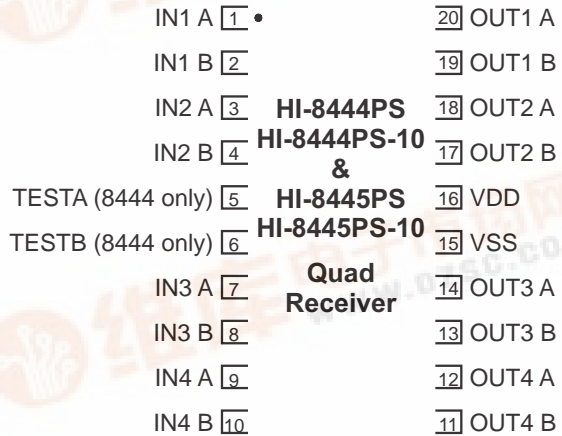 IN1 A 1 20 OUT1 A
IN1 B 2 19 OUT1 B
IN2 A 3 HI-8444PS 18 OUT2 A
IN2 B 4 HI-8444PS-10 17 OUT2 B
&
TESTA (8444 only) 5 HI-8445PS 16 VDD
TESTB (8444 only) 6 HI-8445PS-10 15 VSS
IN3 A 7 Quad 14 OUT3 A
Receiver
IN3 B 8 13 OUT3 B
IN4 A 9 12 OUT4 A
IN4 B 10 11 OUT4 B